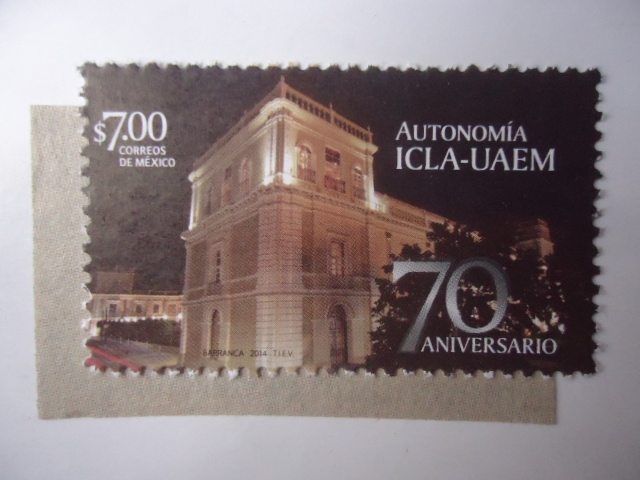 $7.00
CORREOS
DE MÉXICO
AUTONOMÍA
ICLA-UAEM
70
ANIVERSARIO
BARRANCA 2014 T.I.E.V.